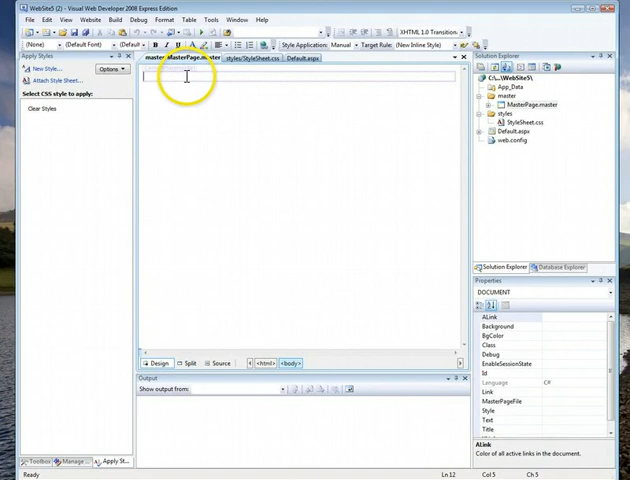 WebSite5 (2) - Visual Web Developer 2008 Express Edition
File Edit View Website Build Debug Format Table Tools Window Help
XHTML 1.0 Transition
(None) (Default Font) (Default Style Application: Manual Target Rule: (New Inline Style)
Apply Styles
New Style...
Options
Attach Style Sheet...
Select CSS style to apply:
Clear Styles
master/MasterPage.master styles/StyleSheet.css Default.aspx
Design Split Source <html> <body>
Output
Show output from:
Solution Explorer
C:\...\WebSite5\
App_Data
master
MasterPage.master
styles
StyleSheet.css
Default.aspx
web.config
Solution Explorer Database Explorer
Properties
DOCUMENT
ALink
Background
BgColor
Class
Debug
EnableSessionState
Id
Language C#
Link
MasterPageFile
Style
Text
Title
ALink
Color of all active links in the document.
Toolbox Manage ... Apply St...
Ready Ln 12 Col 5 Ch 5